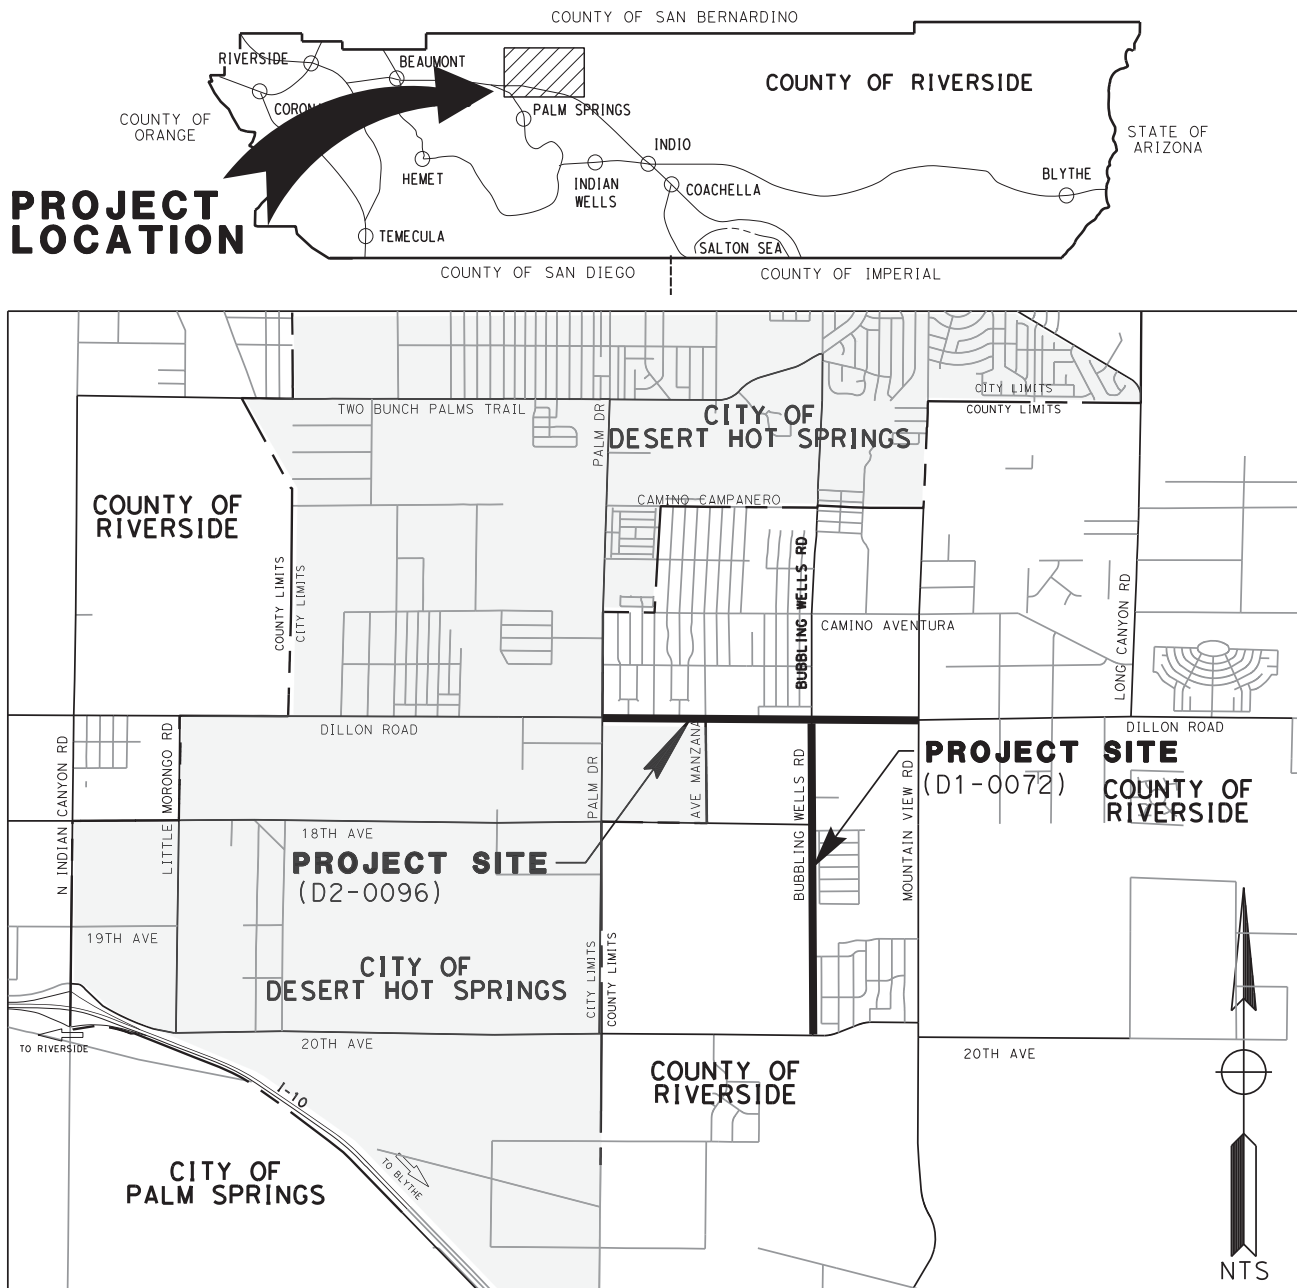 COUNTY OF SAN BERNARDINO
RIVERSIDE
BEAUMONT
COUNTY OF RIVERSIDE
PALM SPRINGS
COUNTY OF
ORANGE
STATE OF
ARIZONA
INDIO
HEMET
INDIAN
WELLS
COACHELLA
BLYTHE
PROJECT
LOCATION
TEMECULA
SALTON SEA
COUNTY OF SAN DIEGO
COUNTY OF IMPERIAL
CITY LIMITS
COUNTY LIMITS
TWO BUNCH PALMS TRAIL
PALM DR
CITY OF
DESERT HOT SPRINGS
COUNTY OF
RIVERSIDE
CAMINO CAMPANERO
BUBBLING WELLS RD
COUNTY LIMITS
CITY LIMITS
CAMINO AVENTURA
LONG CANYON RD
DILLON ROAD
DILLON ROAD
N INDIAN CANYON RD
LITTLE MORONGO RD
PALM DR
AVE MANZANA
BUBBLING WELLS RD
MOUNTAIN VIEW RD
PROJECT SITE
(D1-0072)
COUNTY OF
RIVERSIDE
18TH AVE
PROJECT SITE
(D2-0096)
19TH AVE
CITY OF
DESERT HOT SPRINGS
CITY LIMITS
COUNTY LIMITS
TO RIVERSIDE
20TH AVE
20TH AVE
I-10
COUNTY OF
RIVERSIDE
CITY OF
PALM SPRINGS
TO BLYTHE
NTS